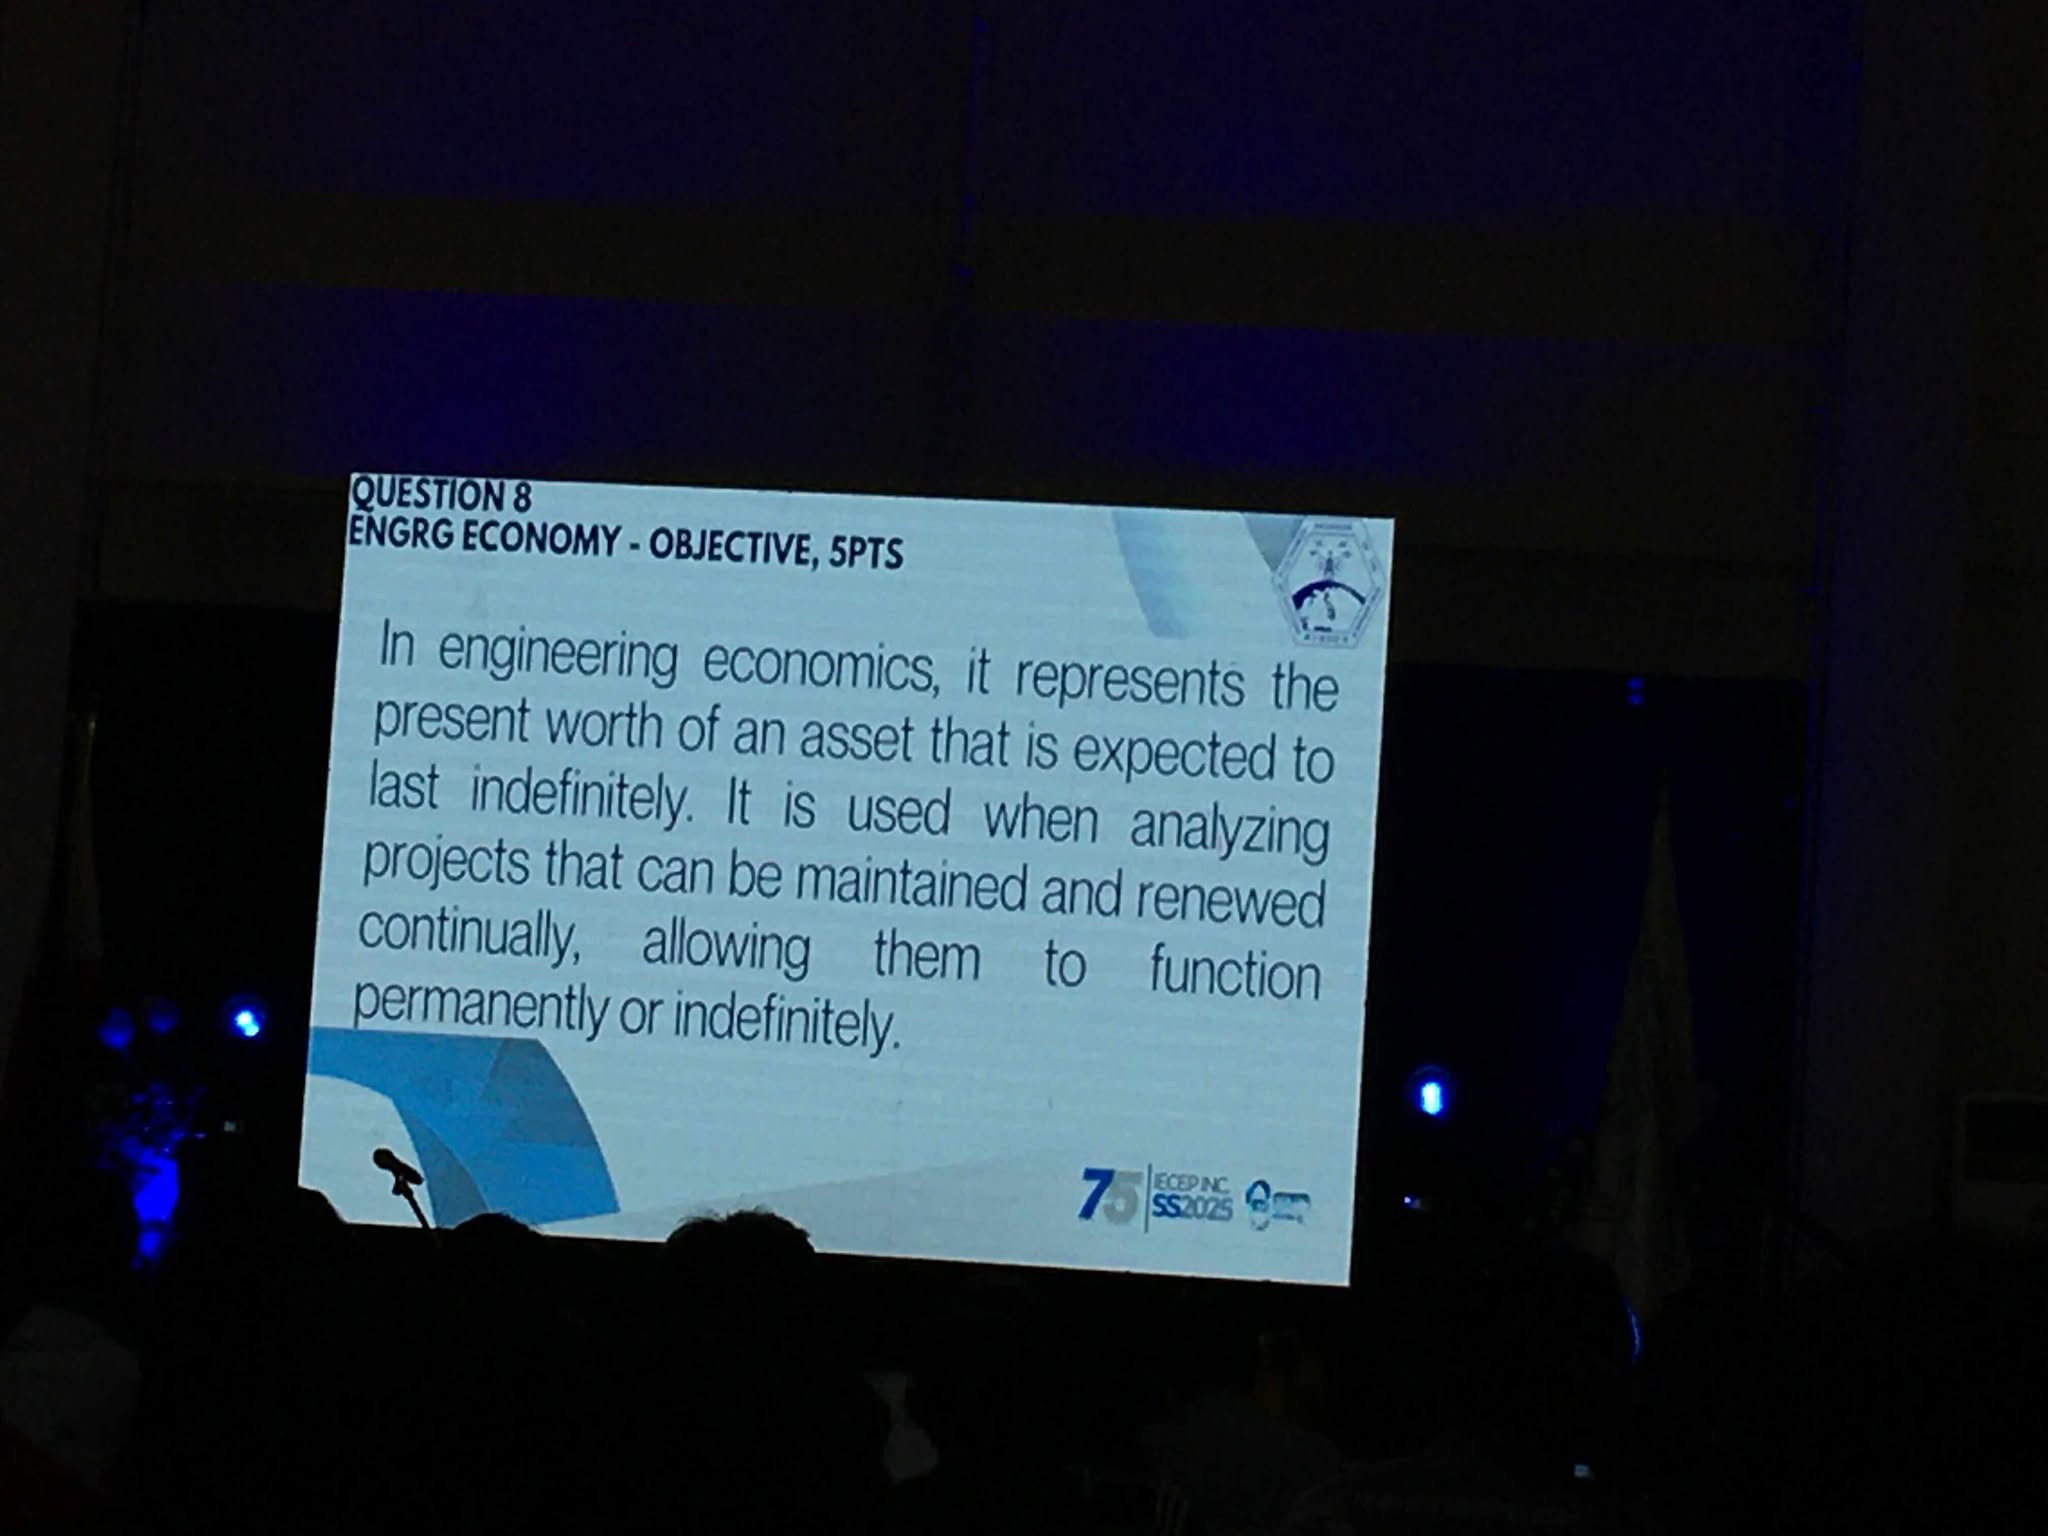 QUESTION 8
ENGRG ECONOMY - OBJECTIVE, 5PTS
In engineering economics, it represents the
present worth of an asset that is expected to
last indefinitely. It is used when analyzing
projects that can be maintained and renewed
continually, allowing them to function
permanently or indefinitely.
75
IECEP INC.
SS2025